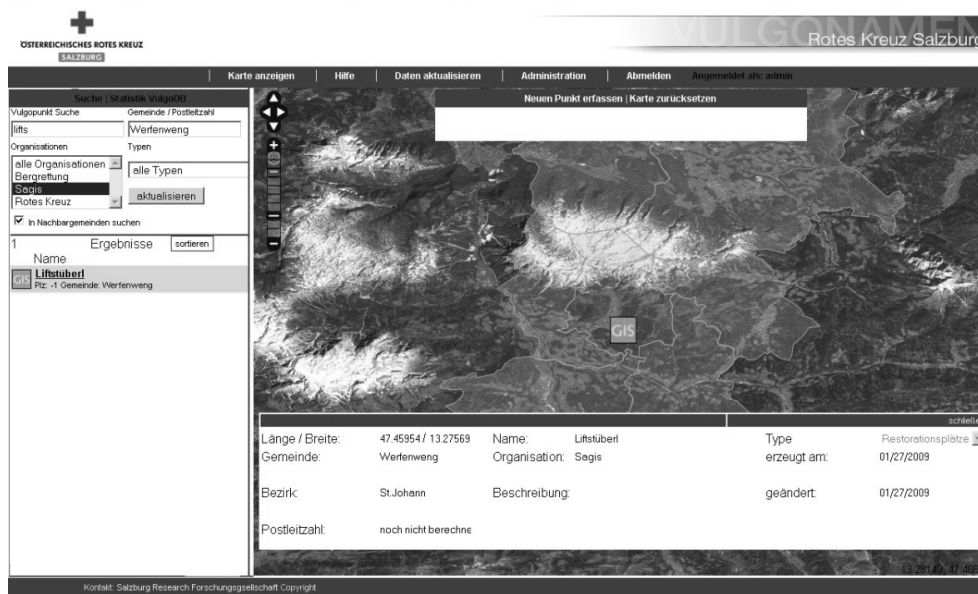 ÖSTERREICHISCHES ROTES KREUZ
SALZBURG
VULGONAMEN
Rotes Kreuz Salzburg
Karte anzeigen | Hilfe | Daten aktualisieren | Administration | Abmelden Angemeldet als: admin
Suche | Statistik VulgoDB
Vulgopunkt Suche Gemeinde / Postleitzahl
lifts Werfenweng
Organisationen Typen
alle Organisationen
Bergrettung
Sagis
Rotes Kreuz
alle Typen
aktualisieren
In Nachbargemeinden suchen
1 Ergebnisse sortieren
Name
GIS Liftstüberl
Plz: -1 Gemeinde: Werfenweng
Neuen Punkt erfassen | Karte zurücksetzen
GIS
schließe
Länge / Breite: 47.45954 / 13.27569 Name: Liftstüberl Type Restorationsplätze
Gemeinde: Werfenweng Organisation: Sagis erzeugt am: 01/27/2009
Bezirk: St.Johann Beschreibung: geändert: 01/27/2009
Postleitzahl: noch nicht berechne
Kontakt: Salzburg Research Forschungsgsellschaft Copyright